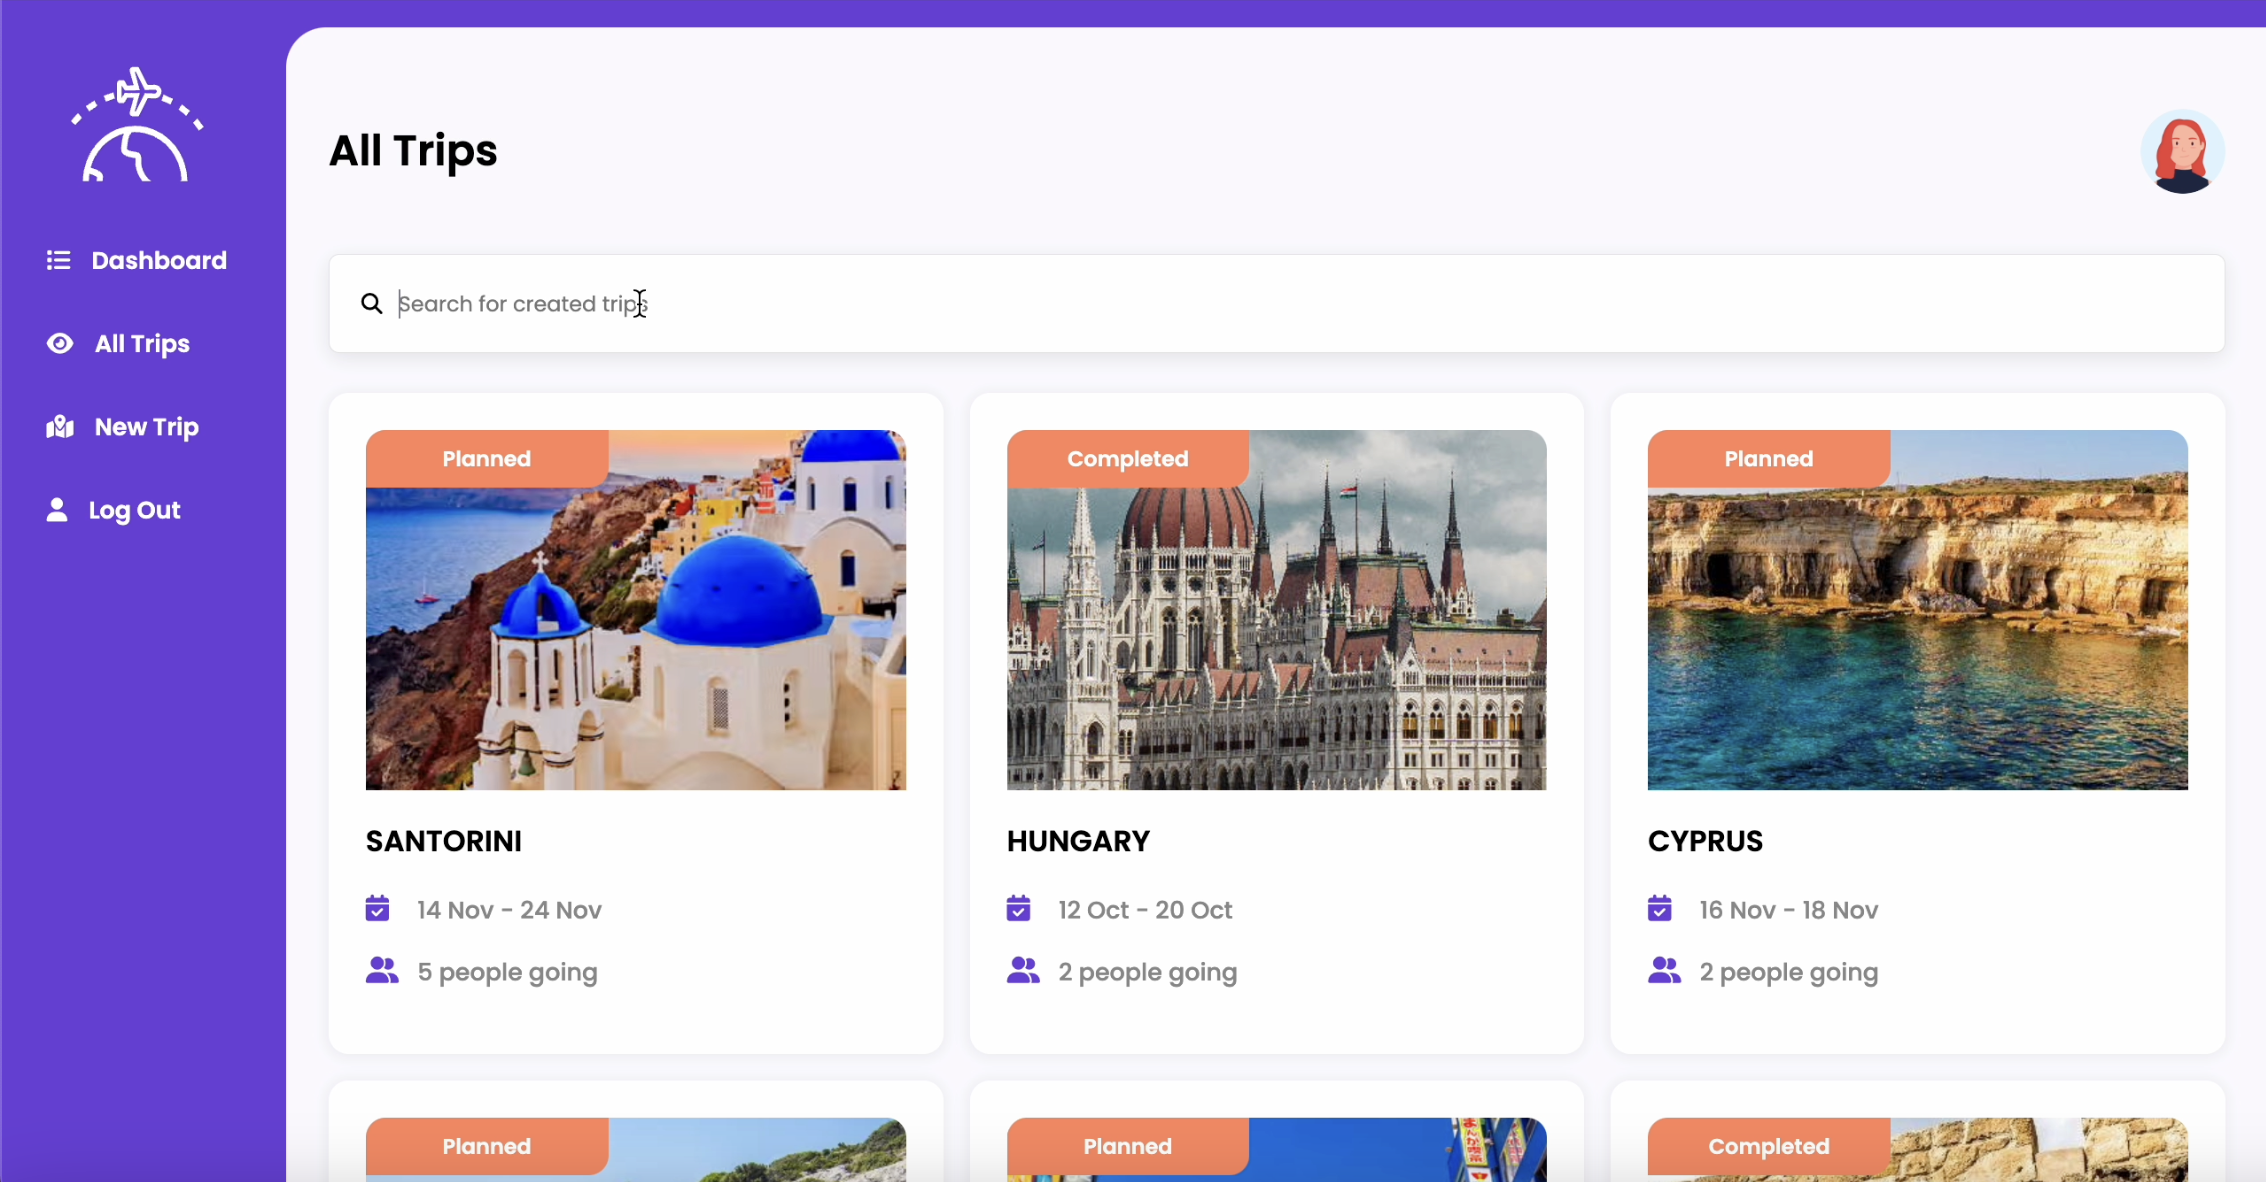 All Trips
Dashboard
All Trips
New Trip
Log Out
Search for created trips
Planned
SANTORINI
14 Nov - 24 Nov
5 people going
Completed
HUNGARY
12 Oct - 20 Oct
2 people going
Planned
CYPRUS
16 Nov - 18 Nov
2 people going
Planned
Planned
Completed